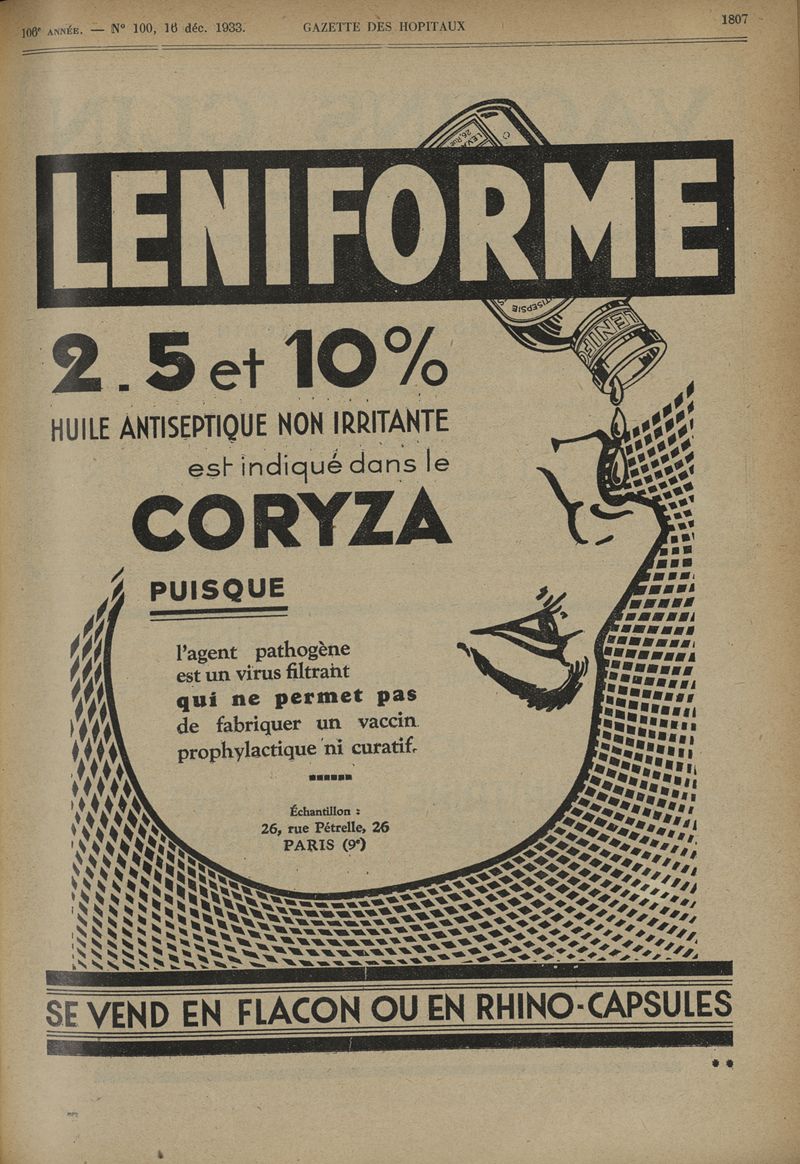 106e ANNÉE. — N° 100, 16 déc. 1933.
GAZETTE DES HOPITAUX
1807
LENIFORME
2.5 et 10%
HUILE ANTISEPTIQUE NON IRRITANTE
est indiqué dans le
CORYZA
PUISQUE
l'agent pathogène
est un virus filtrant
qui ne permet pas
de fabriquer un vaccin
prophylactique ni curatif.
Échantillon :
26, rue Pétrelle, 26
PARIS (9e)
SE VEND EN FLACON OU EN RHINO-CAPSULES